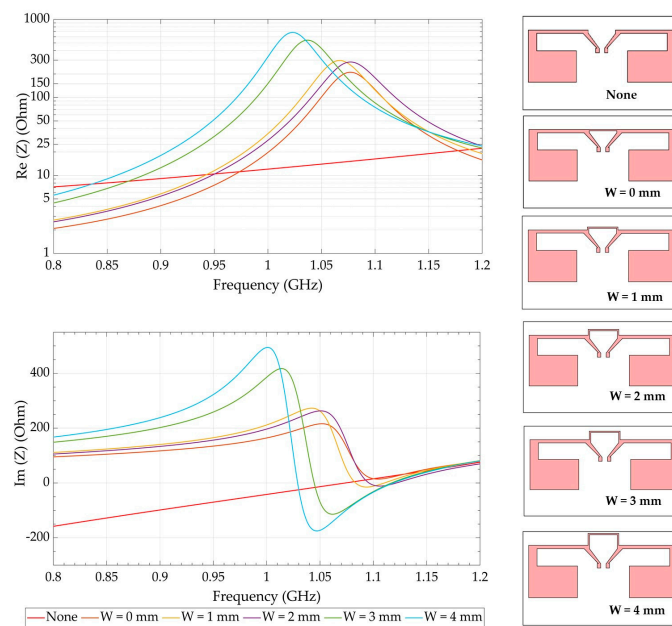 1000
300
150
100
50
25
10
5
1
Re (Z) (Ohm)
0.8 0.85 0.9 0.95 1 1.05 1.1 1.15 1.2
Frequency (GHz)
400
200
0
-200
Im (Z) (Ohm)
0.8 0.85 0.9 0.95 1 1.05 1.1 1.15 1.2
Frequency (GHz)
None W = 0 mm W = 1 mm W = 2 mm W = 3 mm W = 4 mm
None
W = 0 mm
W = 1 mm
W = 2 mm
W = 3 mm
W = 4 mm